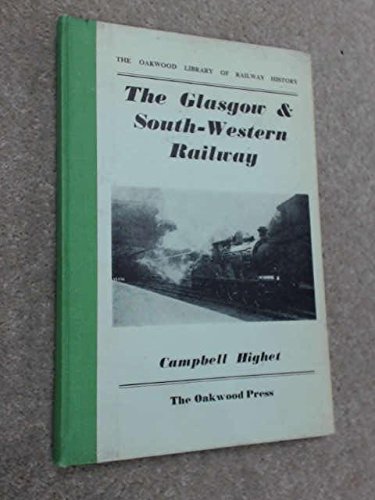 THE OAKWOOD LIBRARY OF RAILWAY HISTORY
The Glasgow &
South-Western
Railway
Campbell Highet
The Oakwood Press